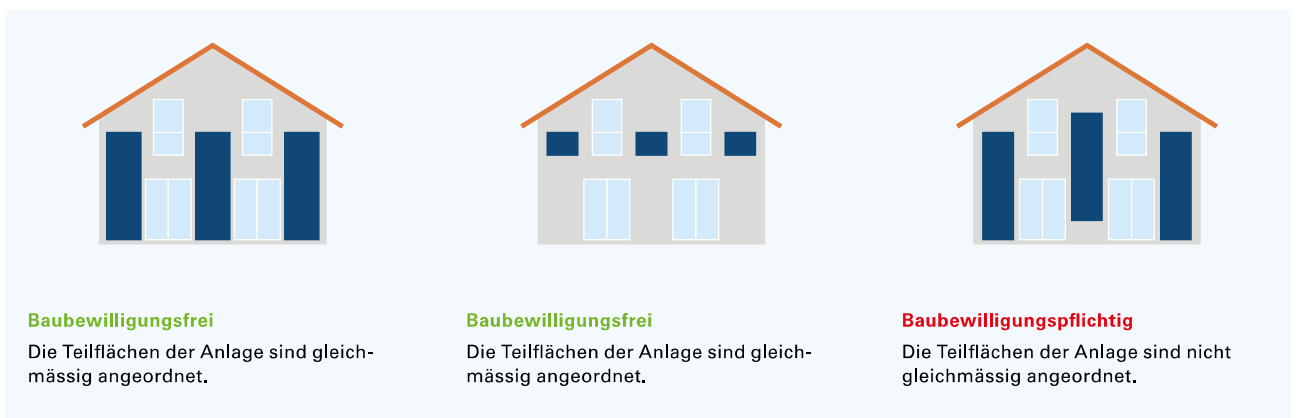 Baubewilligungsfrei
Die Teilflächen der Anlage sind gleich-
mässig angeordnet.
Baubewilligungsfrei
Die Teilflächen der Anlage sind gleich-
mässig angeordnet.
Baubewilligungspflichtig
Die Teilflächen der Anlage sind nicht
gleichmässig angeordnet.